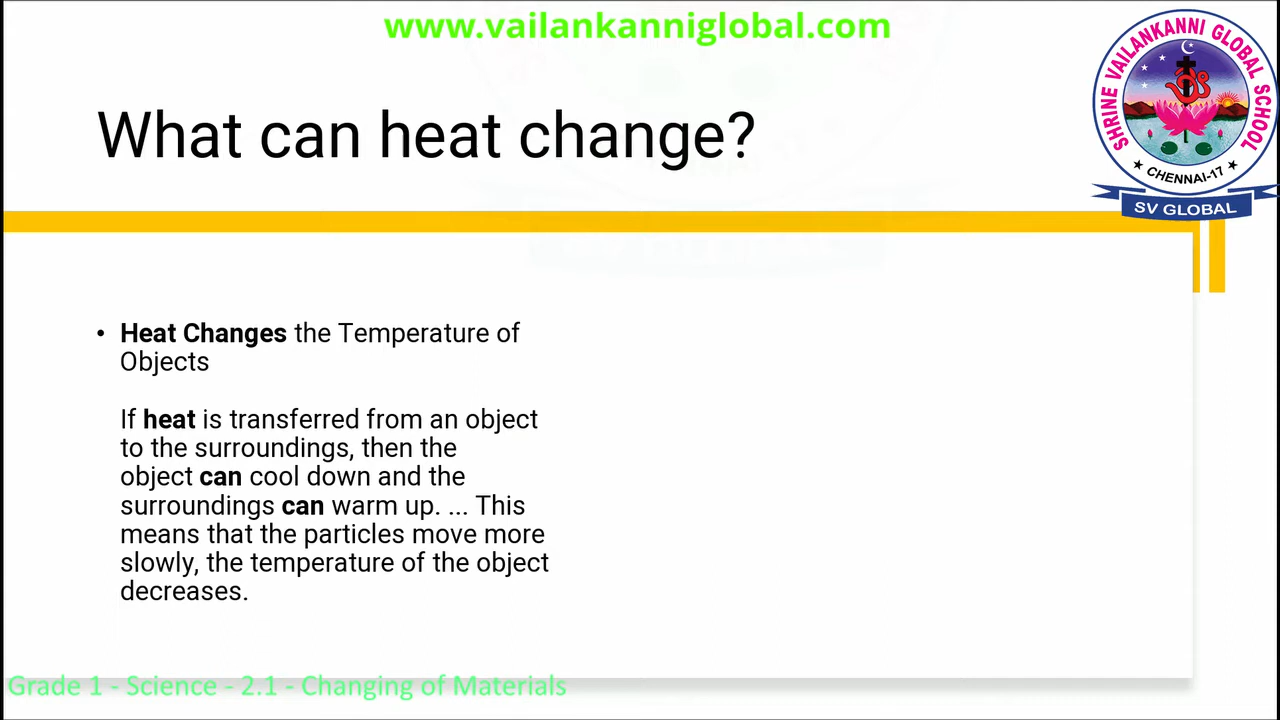 www.vailankanniglobal.com
SHRINE VAILANKANNI GLOBAL SCHOOL
★ CHENNAI-17 ★
SV GLOBAL
What can heat change?
• Heat Changes the Temperature of
Objects
If heat is transferred from an object
to the surroundings, then the
object can cool down and the
surroundings can warm up. ... This
means that the particles move more
slowly, the temperature of the object
decreases.
Grade 1 - Science - 2.1 - Changing of Materials